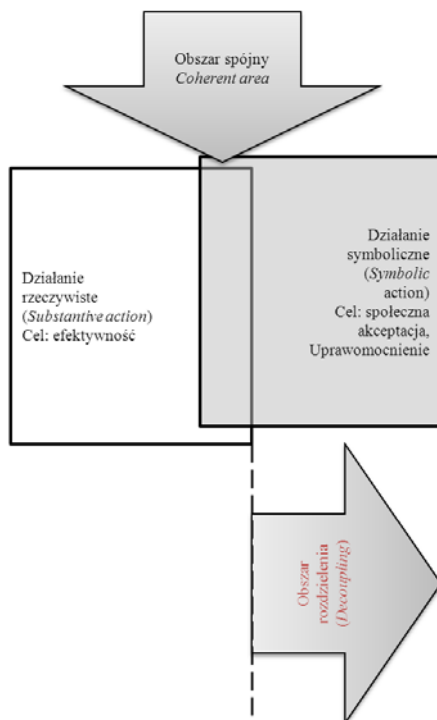 Obszar spójny
Coherent area
Działanie
rzeczywiste
(Substantive action)
Cel: efektywność
Działanie
symboliczne
(Symbolic
action)
Cel: społeczna
akceptacja,
Uprawomocnienie
Obszar
rozdzielenia
(Decoupling)